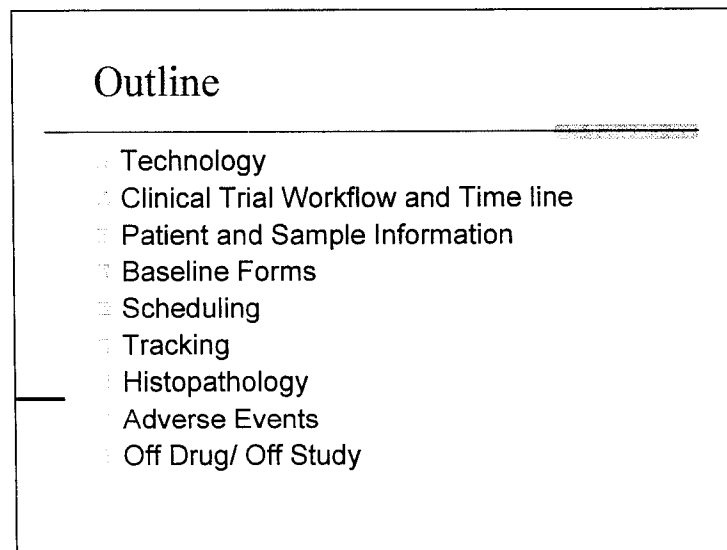 Outline
Technology
Clinical Trial Workflow and Time line
Patient and Sample Information
Baseline Forms
Scheduling
Tracking
Histopathology
Adverse Events
Off Drug/ Off Study